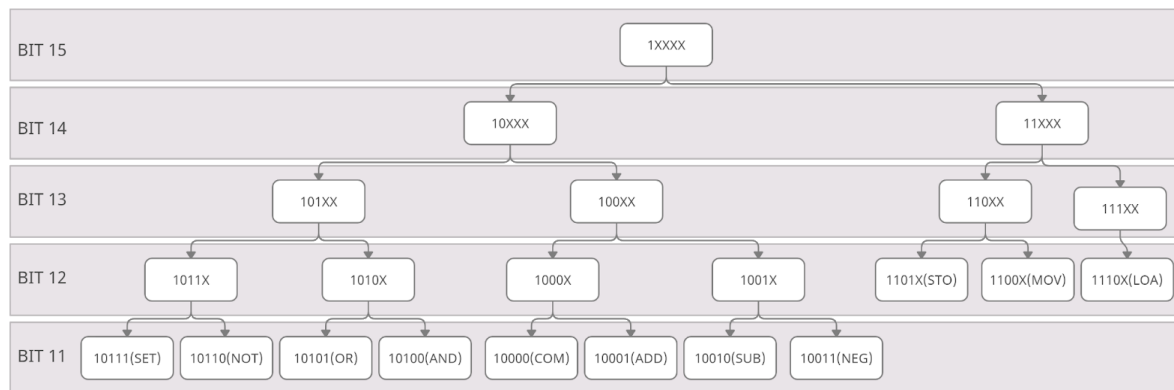 BIT 15
1XXXX
BIT 14
10XXX
11XXX
BIT 13
101XX
100XX
110XX
111XX
BIT 12
1011X
1010X
1000X
1001X
1101X(STO)
1100X(MOV)
1110X(LOA)
BIT 11
10111(SET)
10110(NOT)
10101(OR)
10100(AND)
10000(COM)
10001(ADD)
10010(SUB)
10011(NEG)